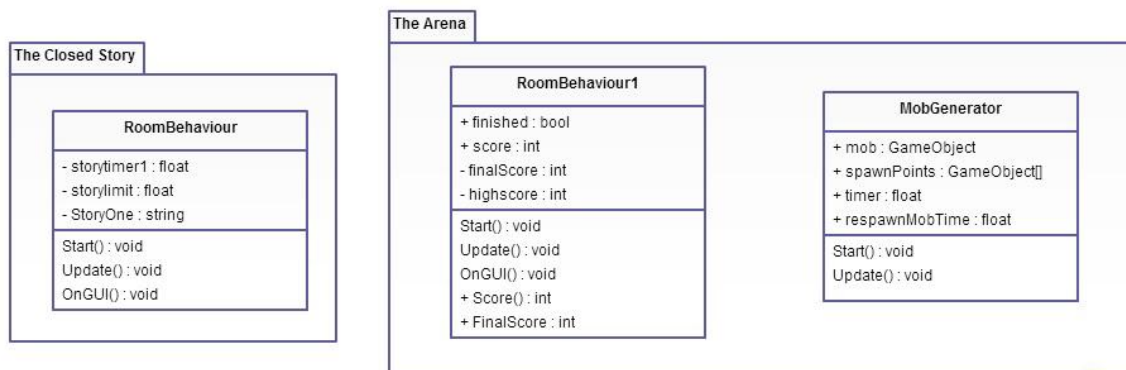 The Closed Story
RoomBehaviour
- storytimer1 : float
- storylimit : float
- StoryOne : string
Start() : void
Update() : void
OnGUI() : void
The Arena
RoomBehaviour1
+ finished : bool
+ score : int
- finalScore : int
- highscore : int
Start() : void
Update() : void
OnGUI() : void
+ Score() : int
+ FinalScore : int
MobGenerator
+ mob : GameObject
+ spawnPoints : GameObject[]
+ timer : float
+ respawnMobTime : float
Start() : void
Update() : void